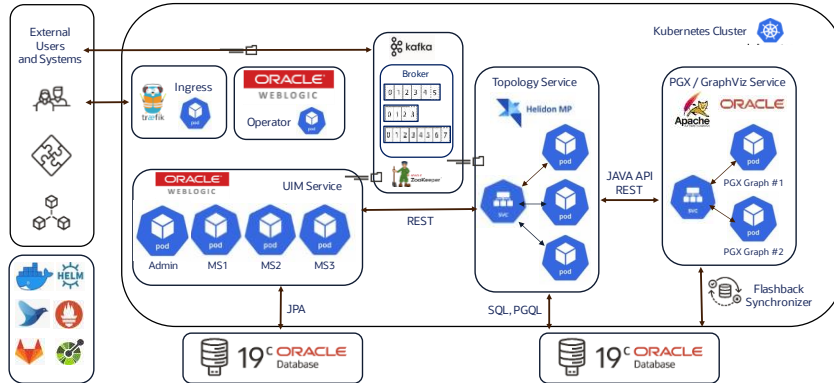 External
Users
and Systems
Kubernetes Cluster
kafka
Broker
0 1 2 3 4 5
0 1 2 3
0 1 2 3 4 5 6 7
ZooKeeper
træfik
Ingress
pod
ORACLE
WEBLOGIC
Operator
pod
ORACLE
WEBLOGIC
UIM Service
pod
pod
pod
pod
Admin
MS1
MS2
MS3
REST
Topology Service
Helidon MP
pod
svc
pod
pod
JAVA API
REST
PGX / GraphViz Service
Apache
ORACLE
pod
PGX Graph #1
svc
pod
PGX Graph #2
docker
HELM
JPA
SQL, PGQL
Flashback
Synchronizer
19c ORACLE
Database
19c ORACLE
Database